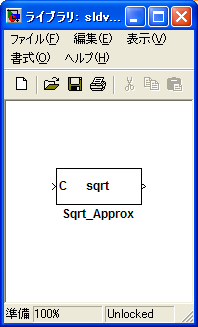 ライブラリ: sldv...
ファイル(F) 編集(E) 表示(V)
書式(O) ヘルプ(H)
C sqrt
Sqrt_Approx
準備 100% Unlocked